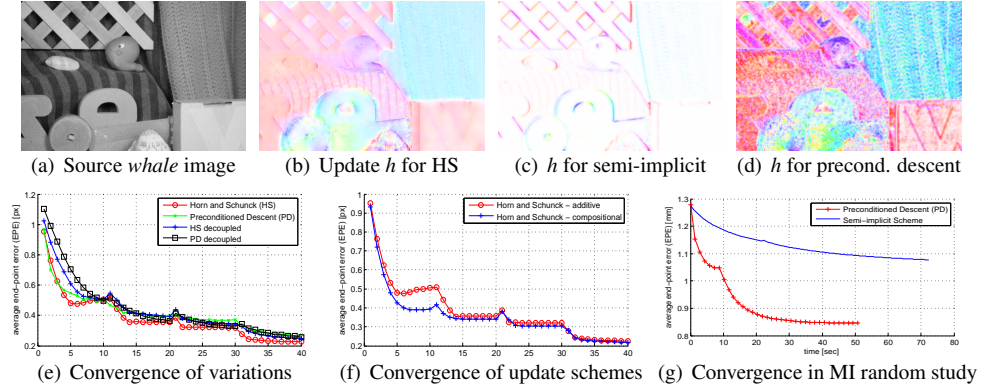 (a) Source whale image
(b) Update h for HS
(c) h for semi-implicit
(d) h for precond. descent
average end-point error (EPE) [px]
1.2
1
0.8
0.6
0.4
0.2
0 5 10 15 20 25 30 35 40
Horn and Schunck (HS)
Preconditioned Descent (PD)
HS decoupled
PD decoupled
(e) Convergence of variations
average end-point error (EPE) [px]
1.2
1
0.8
0.6
0.4
0.2
0 5 10 15 20 25 30 35 40
Horn and Schunck − additive
Horn and Schunck − compositional
(f) Convergence of update schemes
average end-point error (EPE) [mm]
1.3
1.2
1.1
1
0.9
0.8
0.7
0 10 20 30 40 50 60 70 80
time [sec]
Preconditioned Descent (PD)
Semi-implicit Scheme
(g) Convergence in MI random study